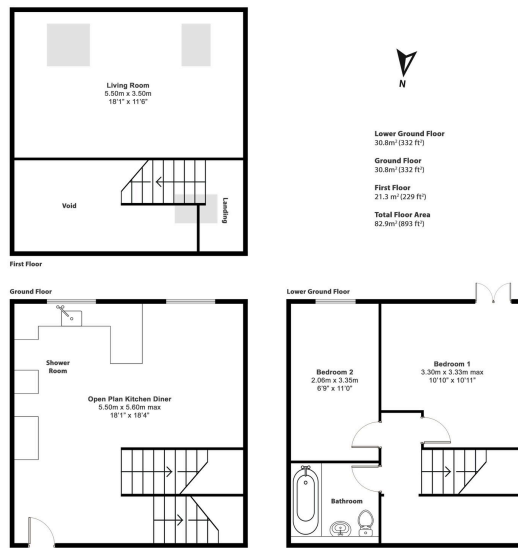 Living Room
5.50m x 3.50m
18'1" x 11'6"
Void
Landing
First Floor
N
Lower Ground Floor
30.8m² (332 ft²)
Ground Floor
30.8m² (332 ft²)
First Floor
21.3 m² (229 ft²)
Total Floor Area
82.9m² (893 ft²)
Ground Floor
Shower
Room
Open Plan Kitchen Diner
5.50m x 5.60m max
18'1" x 18'4"
Lower Ground Floor
Bedroom 2
2.06m x 3.35m
6'9" x 11'0"
Bedroom 1
3.30m x 3.33m max
10'10" x 10'11"
Bathroom